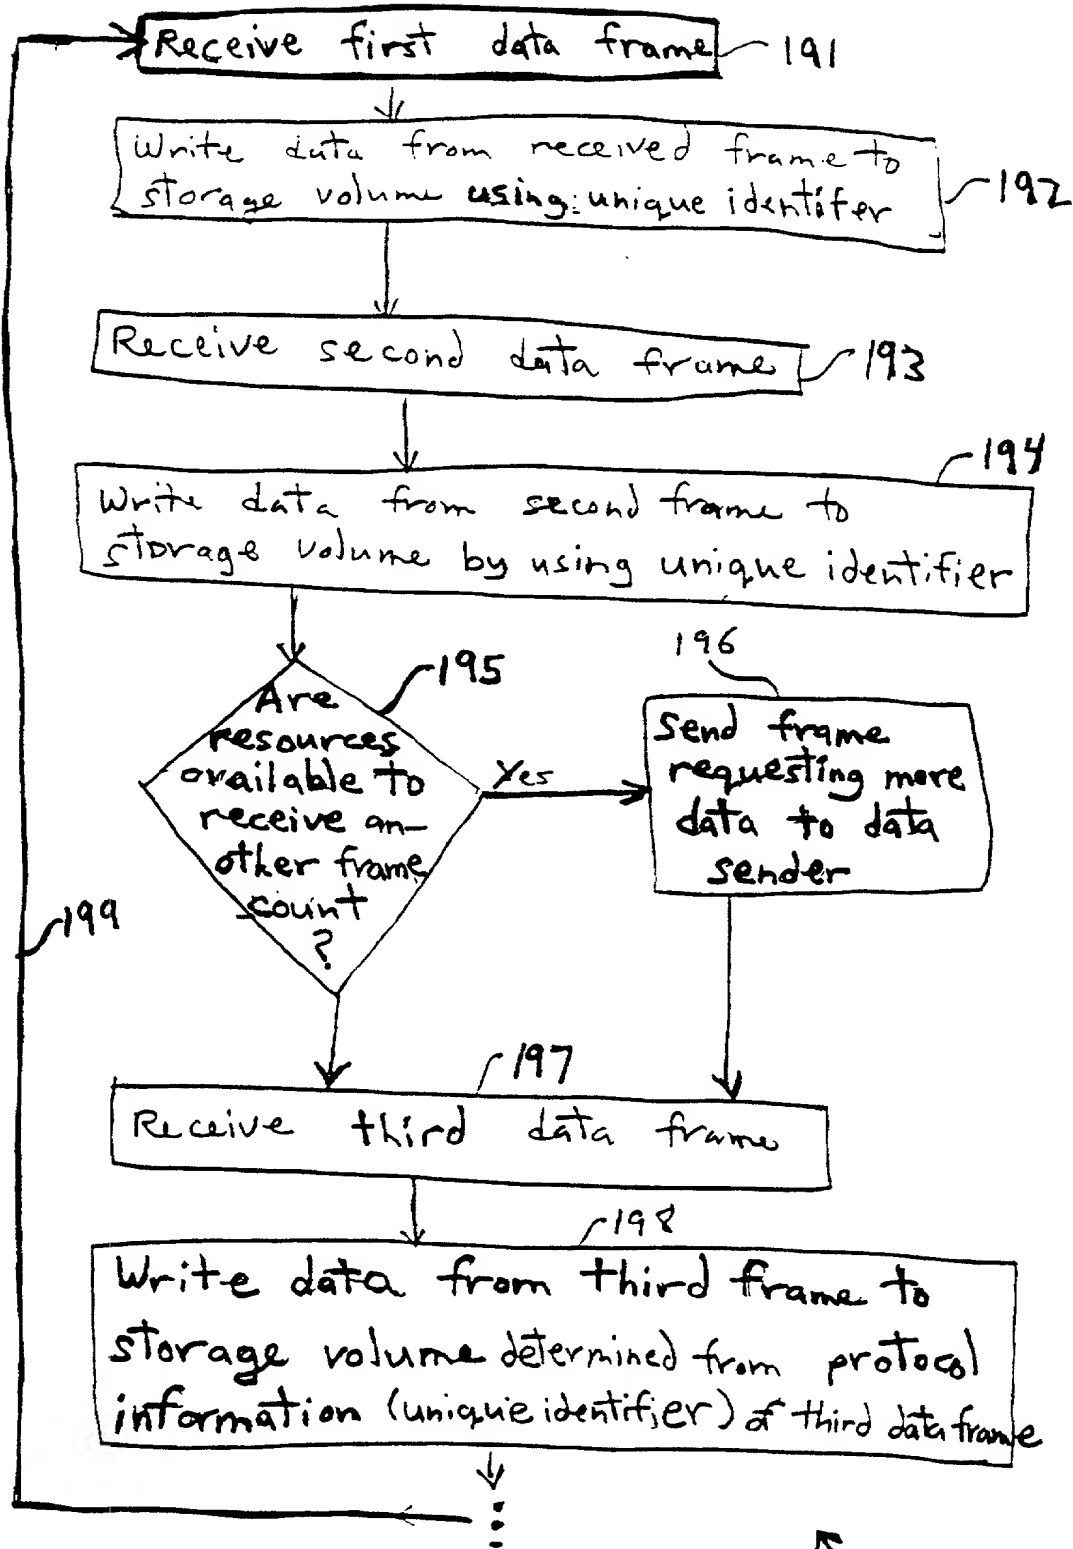 Receive first data frame
191
Write data from received frame to
storage volume using unique identifer
192
Receive second data frame
193
194
Write data from second frame to
storage volume by using unique identifier
195
Are
resources
available to
receive an-
other frame
count
?
Yes
196
Send frame
requesting more
data to data
sender
199
197
Receive third data frame
198
Write data from third frame to
storage volume determined from protocol
information (unique identifier) of third data frame